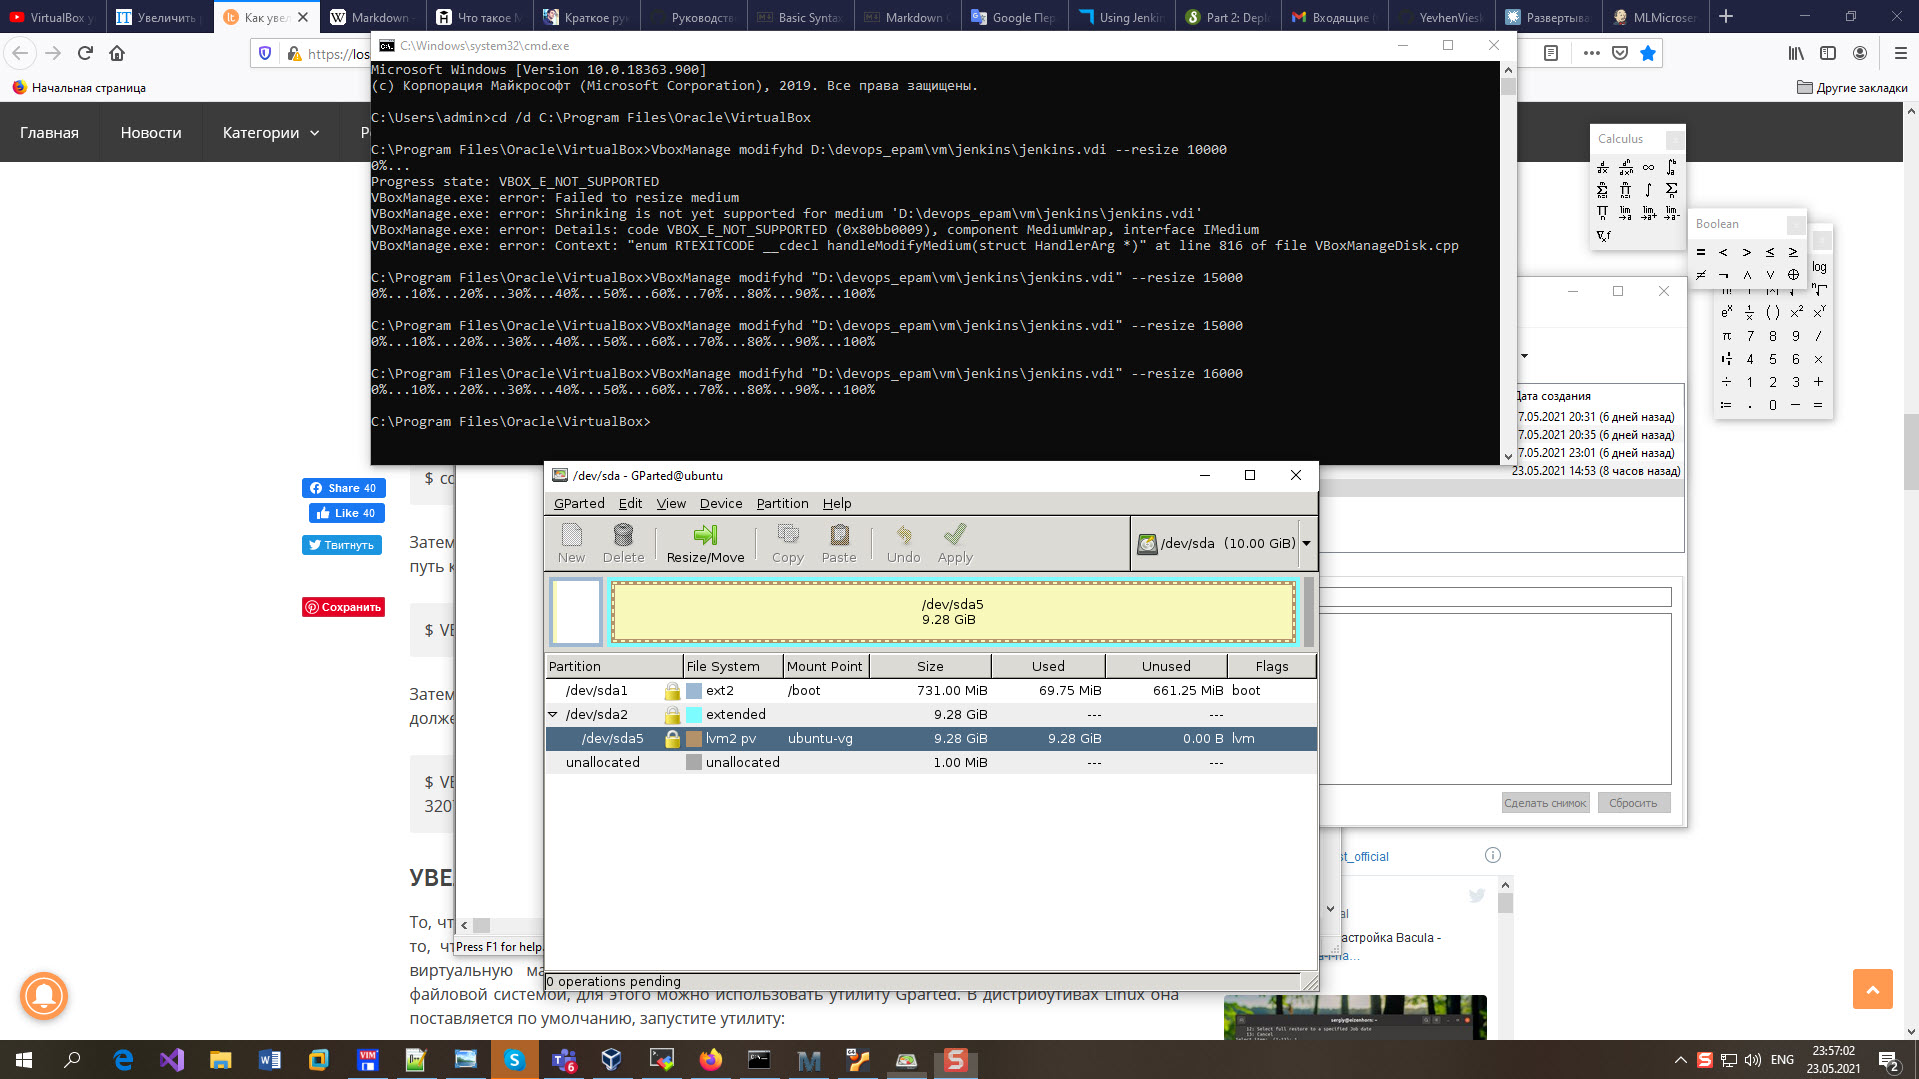 VirtualBox
Увеличить
Как увел
Markdown
Что такое M
Краткое рук
Руководств
Basic Syntax
Markdown C
Google Пер
Using Jenki
Part 2: Depl
Входящие (
YevhenViesk
Развертыва
MLMicroser
https://los
Начальная страница
Другие закладки
Главная
Новости
Категории
C:\Windows\system32\cmd.exe
Microsoft Windows [Version 10.0.18363.900]
(c) Корпорация Майкрософт (Microsoft Corporation), 2019. Все права защищены.
C:\Users\admin>cd /d C:\Program Files\Oracle\VirtualBox
C:\Program Files\Oracle\VirtualBox>VboxManage modifyhd D:\devops_epam\vm\jenkins\jenkins.vdi --resize 10000
0%...
Progress state: VBOX_E_NOT_SUPPORTED
VBoxManage.exe: error: Failed to resize medium
VBoxManage.exe: error: Shrinking is not yet supported for medium 'D:\devops_epam\vm\jenkins\jenkins.vdi'
VBoxManage.exe: error: Details: code VBOX_E_NOT_SUPPORTED (0x80bb0009), component MediumWrap, interface IMedium
VBoxManage.exe: error: Context: "enum RTEXITCODE __cdecl handleModifyMedium(struct HandlerArg *)" at line 816 of file VBoxManageDisk.cpp
C:\Program Files\Oracle\VirtualBox>VBoxManage modifyhd "D:\devops_epam\vm\jenkins\jenkins.vdi" --resize 15000
0%...10%...20%...30%...40%...50%...60%...70%...80%...90%...100%
C:\Program Files\Oracle\VirtualBox>VBoxManage modifyhd "D:\devops_epam\vm\jenkins\jenkins.vdi" --resize 15000
0%...10%...20%...30%...40%...50%...60%...70%...80%...90%...100%
C:\Program Files\Oracle\VirtualBox>VBoxManage modifyhd "D:\devops_epam\vm\jenkins\jenkins.vdi" --resize 16000
0%...10%...20%...30%...40%...50%...60%...70%...80%...90%...100%
C:\Program Files\Oracle\VirtualBox>
Calculus
Boolean
= < > ≤ ≥
≠ ¬ ∧ ∨ ⊕
log
π 7 8 9 /
4 5 6 ×
÷ 1 2 3 +
:= . 0 − =
Дата создания
7.05.2021 20:31 (6 дней назад)
7.05.2021 20:35 (6 дней назад)
7.05.2021 23:01 (6 дней назад)
23.05.2021 14:53 (8 часов назад)
Сделать снимок
Сбросить
Share 40
Like 40
Твитнуть
Сохранить
$ co
Затем
путь к
$ VE
Затем
долже
$ VE
320
УВЕ
То, чт
то, чт
виртуальную ма
файловой системой, для этого можно использовать утилиту Gparted. В дистрибутивах Linux она
поставляется по умолчанию, запустите утилиту:
Press F1 for help
/dev/sda - GParted@ubuntu
GParted Edit View Device Partition Help
New
Delete
Resize/Move
Copy
Paste
Undo
Apply
/dev/sda (10.00 GiB)
/dev/sda5
9.28 GiB
Partition File System Mount Point Size Used Unused Flags
/dev/sda1 ext2 /boot 731.00 MiB 69.75 MiB 661.25 MiB boot
/dev/sda2 extended 9.28 GiB --- ---
/dev/sda5 lvm2 pv ubuntu-vg 9.28 GiB 9.28 GiB 0.00 B lvm
unallocated unallocated 1.00 MiB --- ---
0 operations pending
st_official
al
астройка Bacula -
ENG
23:57:02
23.05.2021
2